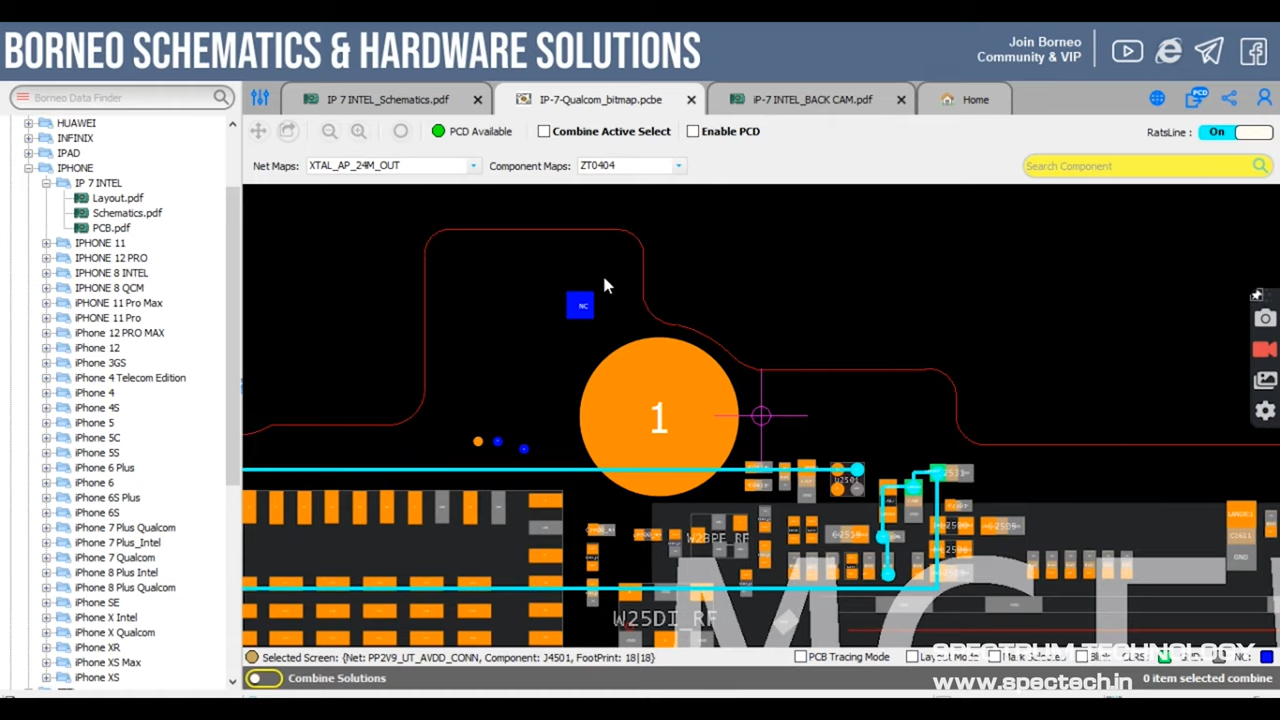 BORNEO SCHEMATICS & HARDWARE SOLUTIONS
Join Borneo
Community & VIP
Borneo Data Finder
IP 7 INTEL_Schematics.pdf
IP-7-Qualcom_bitmap.pcbe
iP-7 INTEL_BACK CAM.pdf
Home
PCD
PCD Available
Combine Active Select
Enable PCD
RatsLine :
On
Net Maps:
XTAL_AP_24M_OUT
Component Maps:
ZT0404
Search Component
HUAWEI
INFINIX
IPAD
IPHONE
IP 7 INTEL
Layout.pdf
Schematics.pdf
PCB.pdf
IPHONE 11
IPHONE 12 PRO
IPHONE 8 INTEL
IPHONE 8 QCM
iPHONE 11 Pro Max
iPHONE 11 Pro
iPhone 12 PRO MAX
iPhone 12
iPhone 3GS
iPhone 4 Telecom Edition
iPhone 4
iPhone 4S
iPhone 5
iPhone 5C
iPhone 5S
iPhone 6 Plus
iPhone 6
iPhone 6S Plus
iPhone 6S
iPhone 7 Plus Qualcom
iPhone 7 Plus_Intel
iPhone 7 Qualcom
iPhone 8 Plus Intel
iPhone 8 Plus Qualcom
iPhone SE
iPhone X Intel
iPhone X Qualcom
iPhone XR
iPhone XS Max
iPhone XS
NC
1
W2BPE_RF
W25DI_RF
GND
MCT
Selected Screen: {Net: PP2V9_UT_AVDD_CONN, Component: J4501, FootPrint: 18|18}
PCB Tracing Mode
SPECTRUM TECHNOLOGY
Combine Solutions
www.spectech.in
0 item selected combine